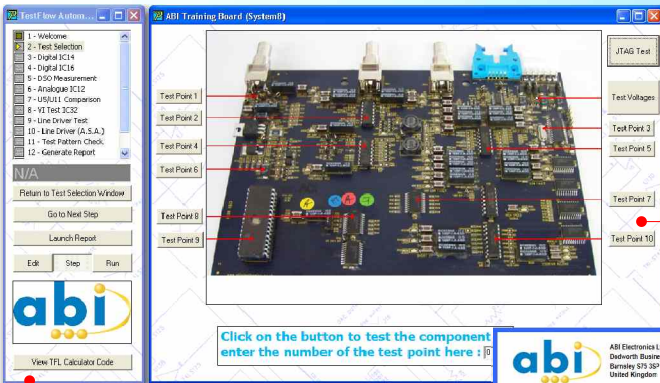 TestFlow Autom...
1 - Welcome
2 - Test Selection
3 - Digital IC14
4 - Digital IC16
5 - DSO Measurement
6 - Analogue IC12
7 - U5/U11 Comparison
8 - VI Test IC32
9 - Line Driver Test
10 - Line Driver (A.S.A.)
11 - Test Pattern Check.
12 - Generate Report
N/A
Return to Test Selection Window
Go to Next Step
Launch Report
Edit Step Run
abi
View TFL Calculator Code
ABI Training Board (System8)
Test Point 1
Test Point 2
Test Point 4
Test Point 6
Test Point 8
Test Point 9
JTAG Test
Test Voltages
Test Point 3
Test Point 5
Test Point 7
Test Point 10
Click on the button to test the component
enter the number of the test point here : 0
abi
ABI Electronics L
Dodworth Busine
Barnsley S75 3SP
United Kingdom